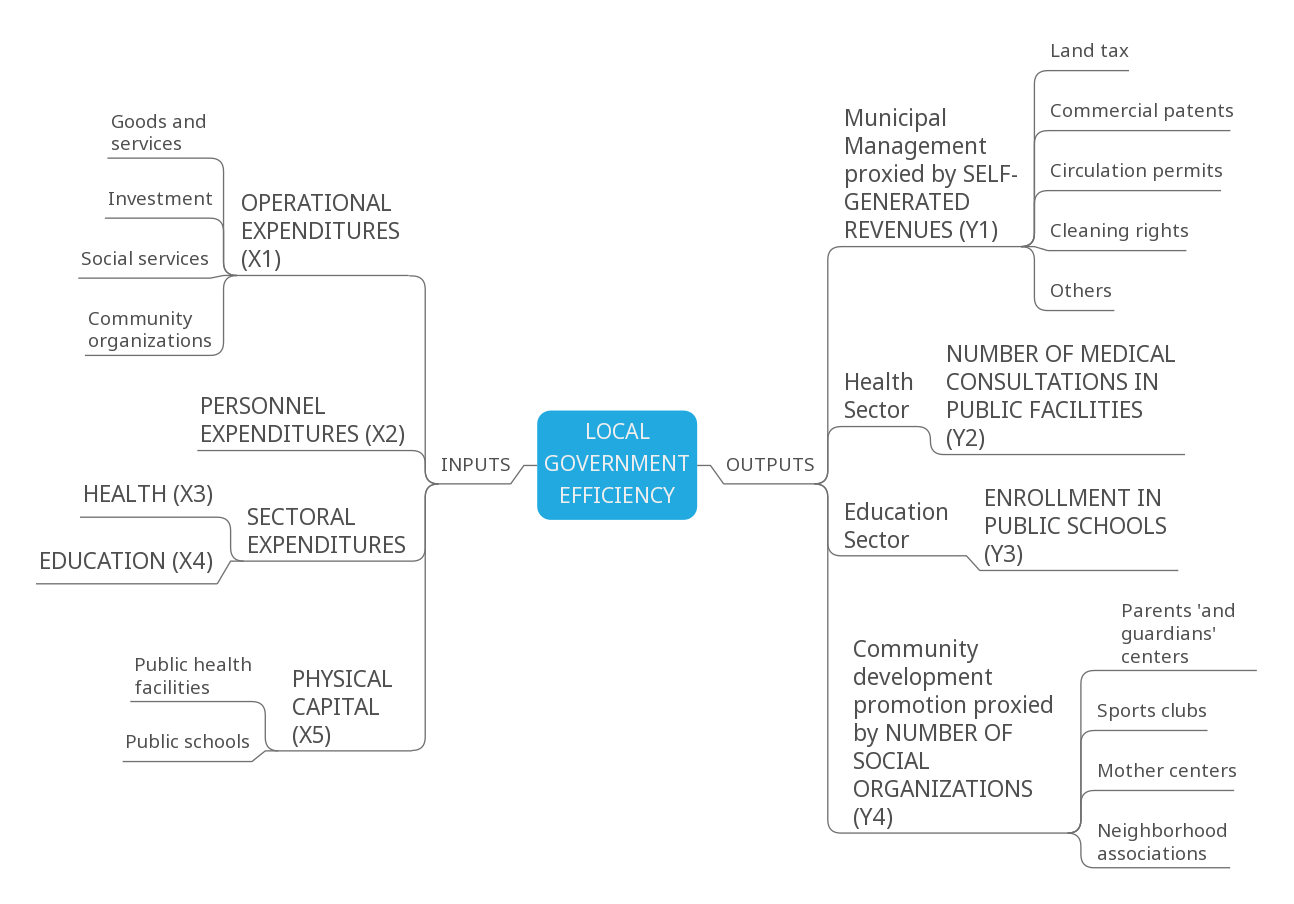 LOCAL
GOVERNMENT
EFFICIENCY
INPUTS
OPERATIONAL
EXPENDITURES
(X1)
Goods and
services
Investment
Social services
Community
organizations
PERSONNEL
EXPENDITURES (X2)
SECTORAL
EXPENDITURES
HEALTH (X3)
EDUCATION (X4)
PHYSICAL
CAPITAL
(X5)
Public health
facilities
Public schools
OUTPUTS
Municipal
Management
proxied by SELF-
GENERATED
REVENUES (Y1)
Land tax
Commercial patents
Circulation permits
Cleaning rights
Others
Health
Sector
NUMBER OF MEDICAL
CONSULTATIONS IN
PUBLIC FACILITIES
(Y2)
Education
Sector
ENROLLMENT IN
PUBLIC SCHOOLS
(Y3)
Community
development
promotion proxied
by NUMBER OF
SOCIAL
ORGANIZATIONS
(Y4)
Parents 'and
guardians'
centers
Sports clubs
Mother centers
Neighborhood
associations